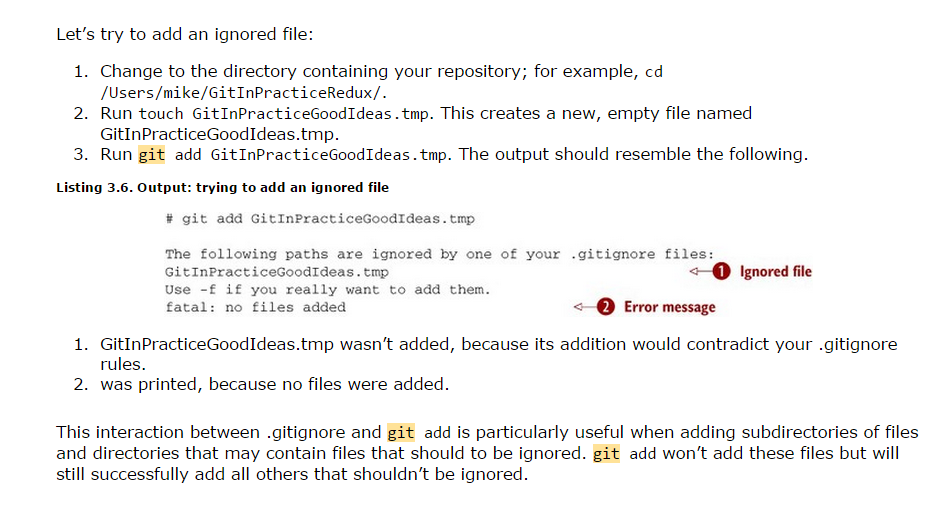 Let’s try to add an ignored file:
1. Change to the directory containing your repository; for example, cd
/Users/mike/GitInPracticeRedux/.
2. Run touch GitInPracticeGoodIdeas.tmp. This creates a new, empty file named
GitInPracticeGoodIdeas.tmp.
3. Run git add GitInPracticeGoodIdeas.tmp. The output should resemble the following.
Listing 3.6. Output: trying to add an ignored file
# git add GitInPracticeGoodIdeas.tmp
The following paths are ignored by one of your .gitignore files:
GitInPracticeGoodIdeas.tmp
1 Ignored file
Use -f if you really want to add them.
fatal: no files added
2 Error message
1. GitInPracticeGoodIdeas.tmp wasn’t added, because its addition would contradict your .gitignore
rules.
2. was printed, because no files were added.
This interaction between .gitignore and git add is particularly useful when adding subdirectories of files
and directories that may contain files that should to be ignored. git add won’t add these files but will
still successfully add all others that shouldn’t be ignored.